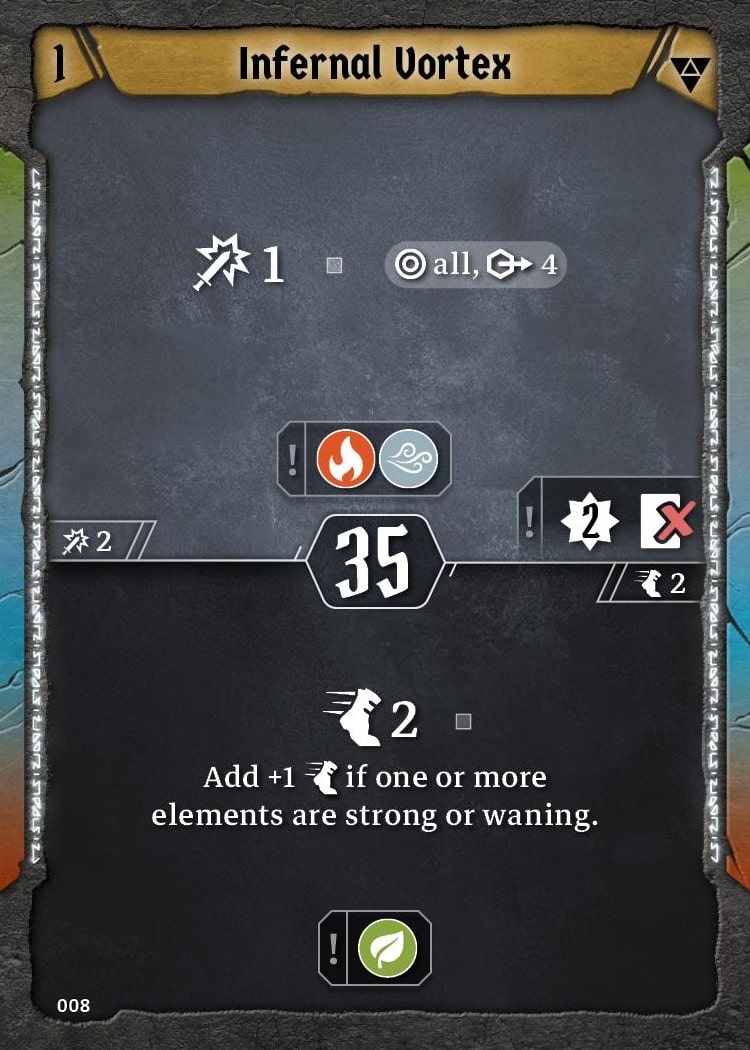 1
Infernal Vortex
1
all, 4
2
2
35
2
2
Add +1 if one or more
elements are strong or waning.
008